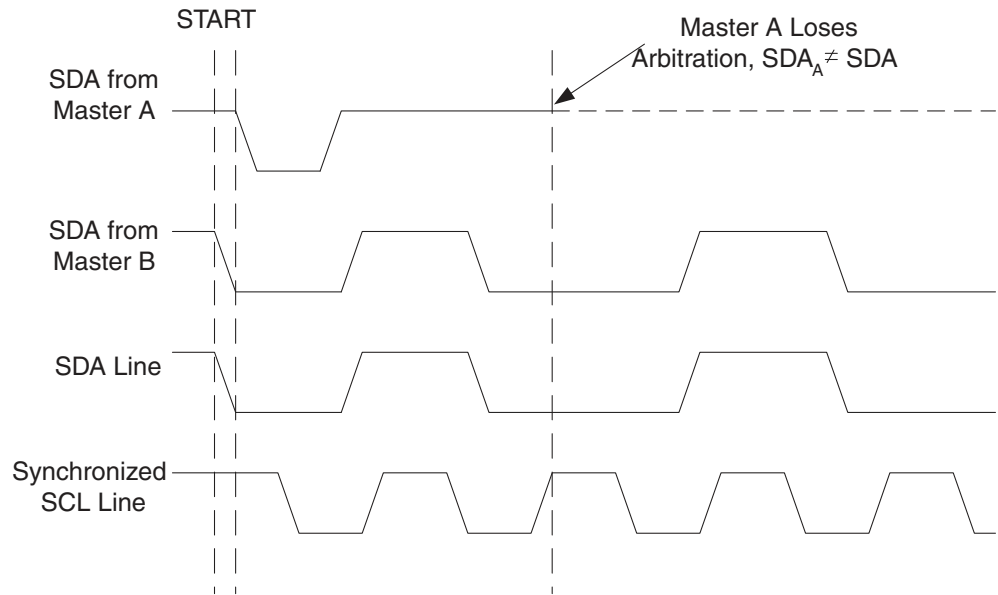 START
Master A Loses
Arbitration, SDA_A ≠ SDA
SDA from
Master A
SDA from
Master B
SDA Line
Synchronized
SCL Line